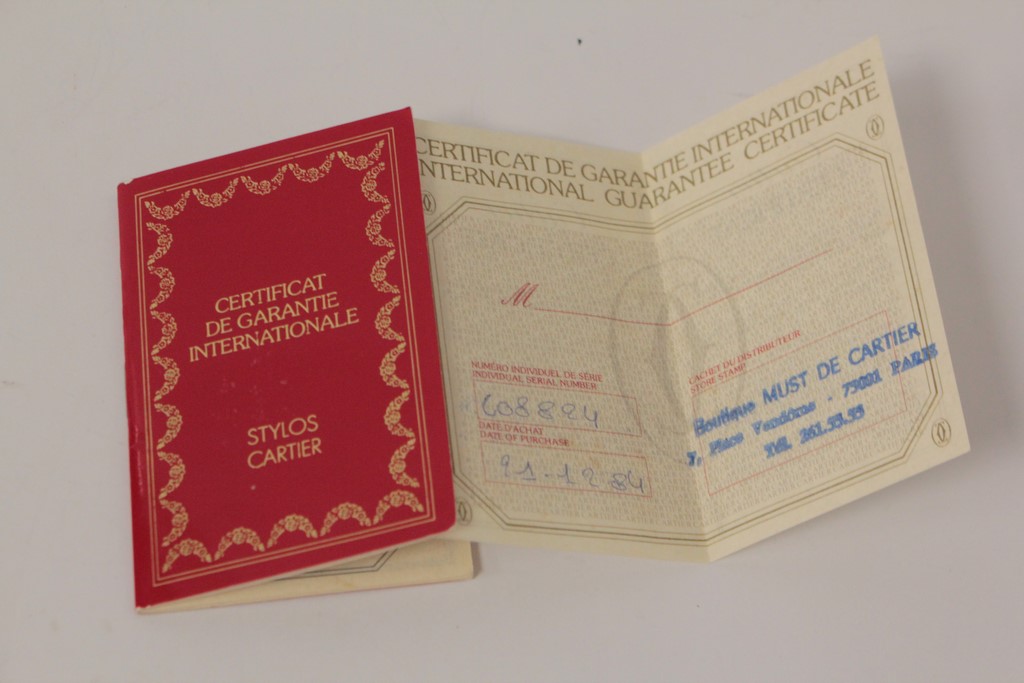 CERTIFICAT
DE GARANTIE
INTERNATIONALE
STYLOS
CARTIER
CERTIFICAT DE GARANTIE INTERNATIONALE
INTERNATIONAL GUARANTEE CERTIFICATE
M
NUMÉRO INDIVIDUEL DE SÉRIE
INDIVIDUAL SERIAL NUMBER
608824
DATE D'ACHAT
DATE OF PURCHASE
21-12 84
CACHET DU DISTRIBUTEUR
STORE STAMP
Boutique MUST DE CARTIER
7, Place Vendôme - 75001 PARIS
Tél. 261.55.55